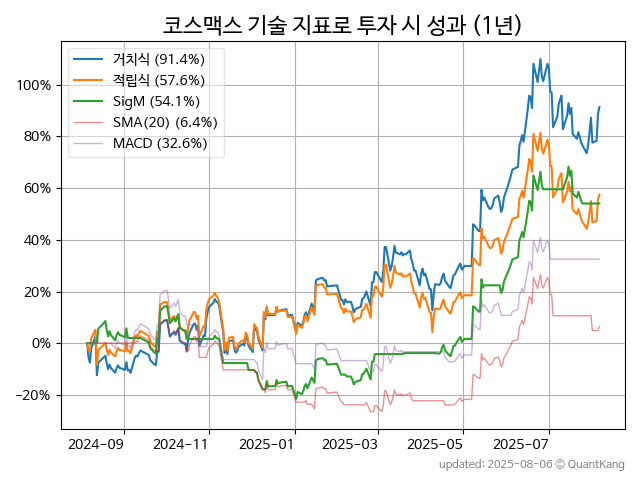 코스맥스 기술 지표로 투자 시 성과 (1년)
거치식 (91.4%)
적립식 (57.6%)
SigM (54.1%)
SMA(20) (6.4%)
MACD (32.6%)
100%
80%
60%
40%
20%
0%
−20%
2024-09
2024-11
2025-01
2025-03
2025-05
2025-07
updated: 2025-08-06 © QuantKang